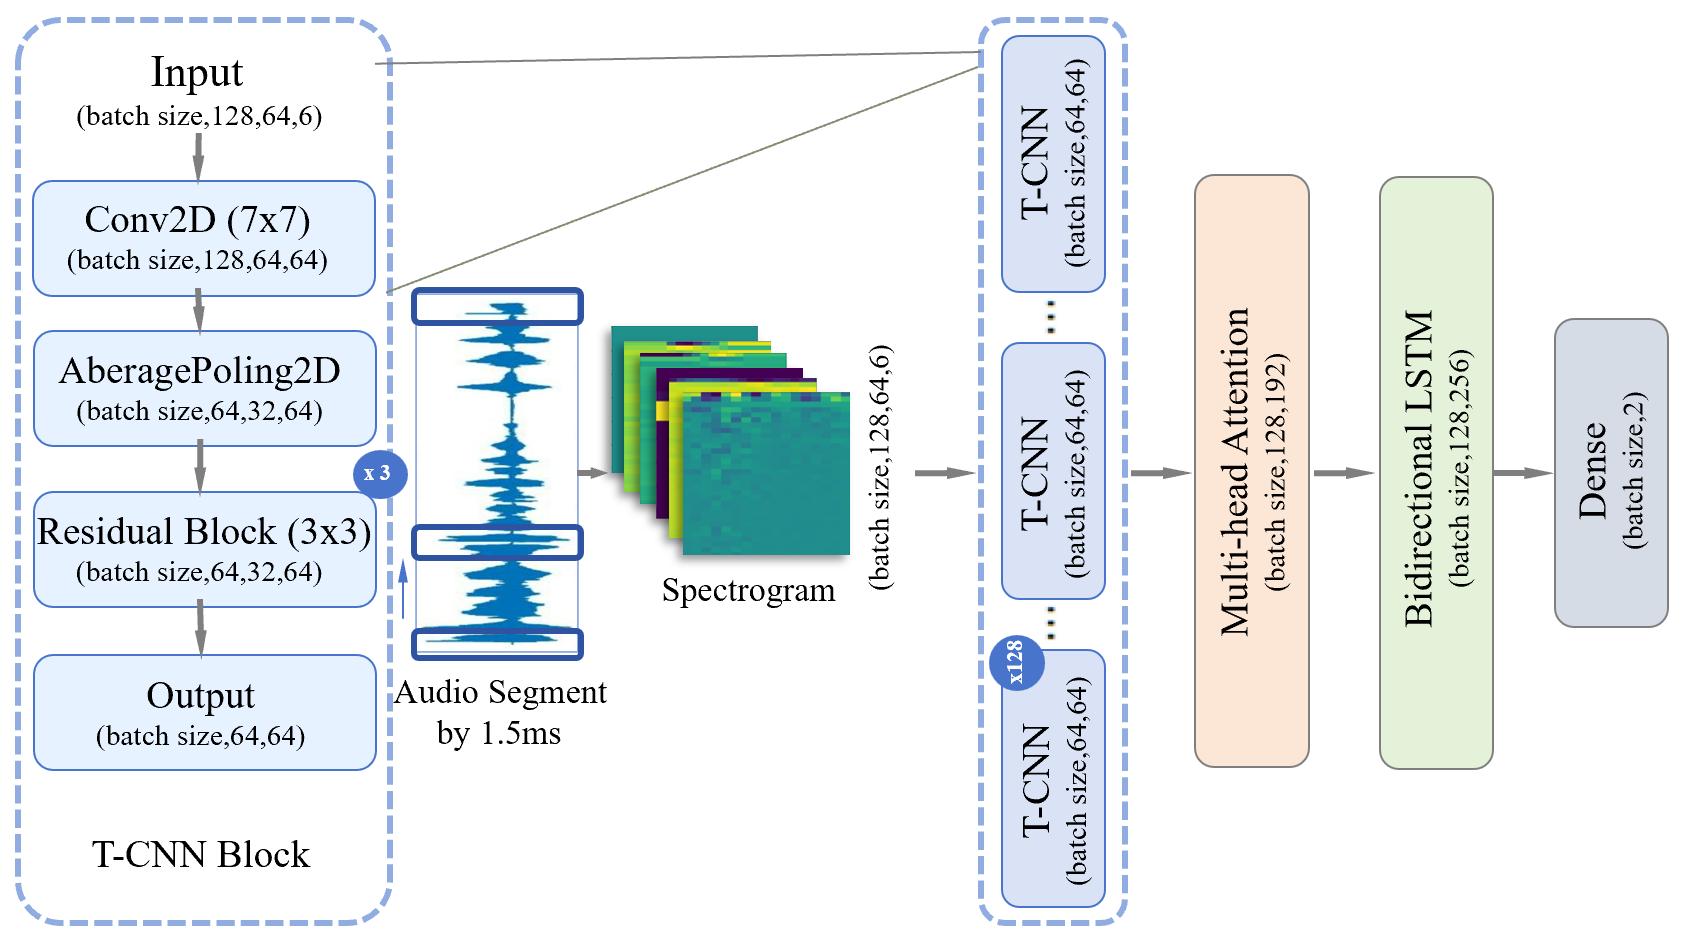 Input
(batch size,128,64,6)
Conv2D (7x7)
(batch size,128,64,64)
AberagePoling2D
(batch size,64,32,64)
x 3
Residual Block (3x3)
(batch size,64,32,64)
Output
(batch size,64,64)
T-CNN Block
Audio Segment
by 1.5ms
Spectrogram
(batch size,128,64,6)
T-CNN
(batch size,64,64)
...
T-CNN
(batch size,64,64)
...
x128
T-CNN
(batch size,64,64)
Multi-head Attention
(batch size,128,192)
Bidirectional LSTM
(batch size,128,256)
Dense
(batch size,2)